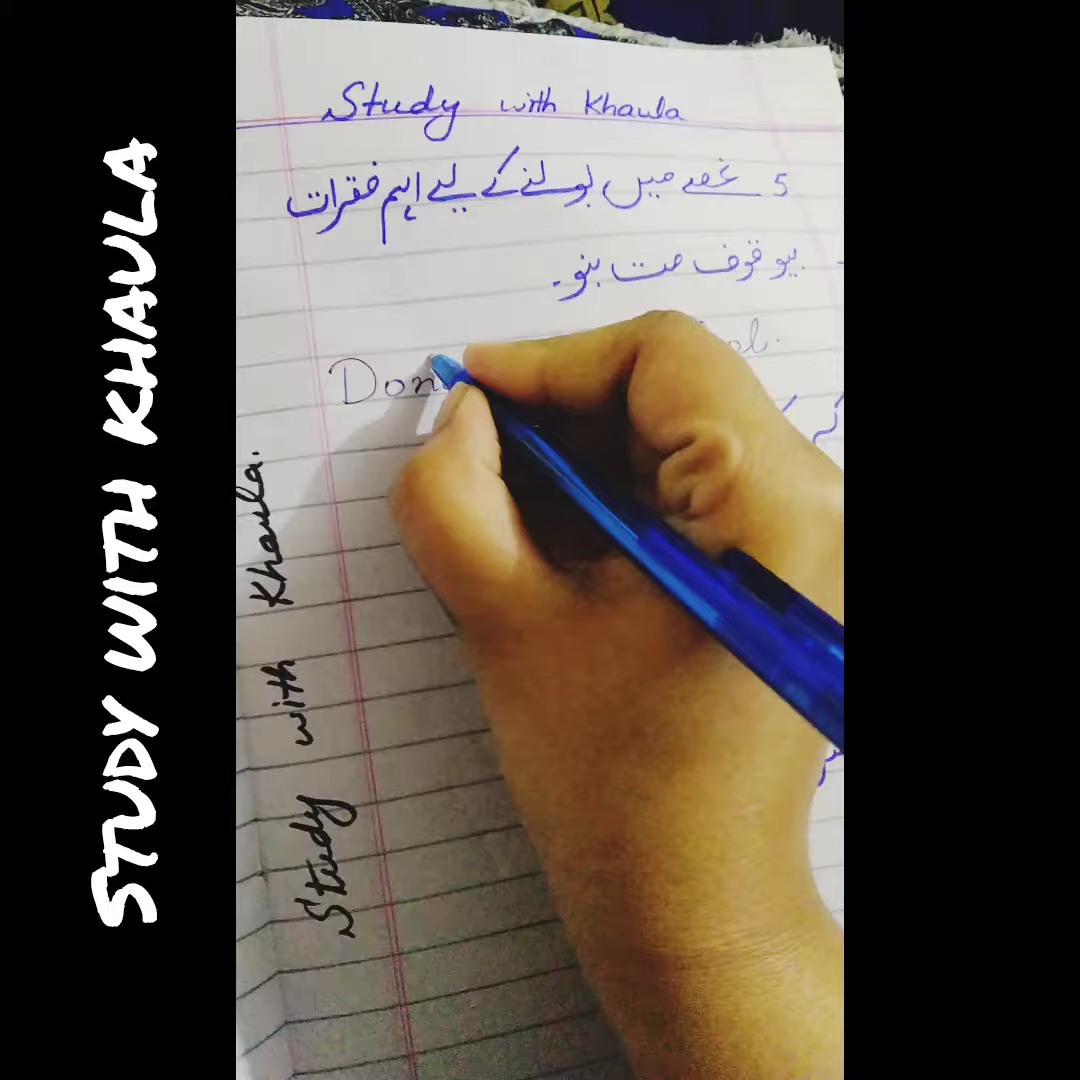 STUDY WITH KHAULA
Study with Khaula
5 غصے میں بولنے کے لیے اہم فقرات
بیوقوف مت بنو۔
Don
Study with Khaula.